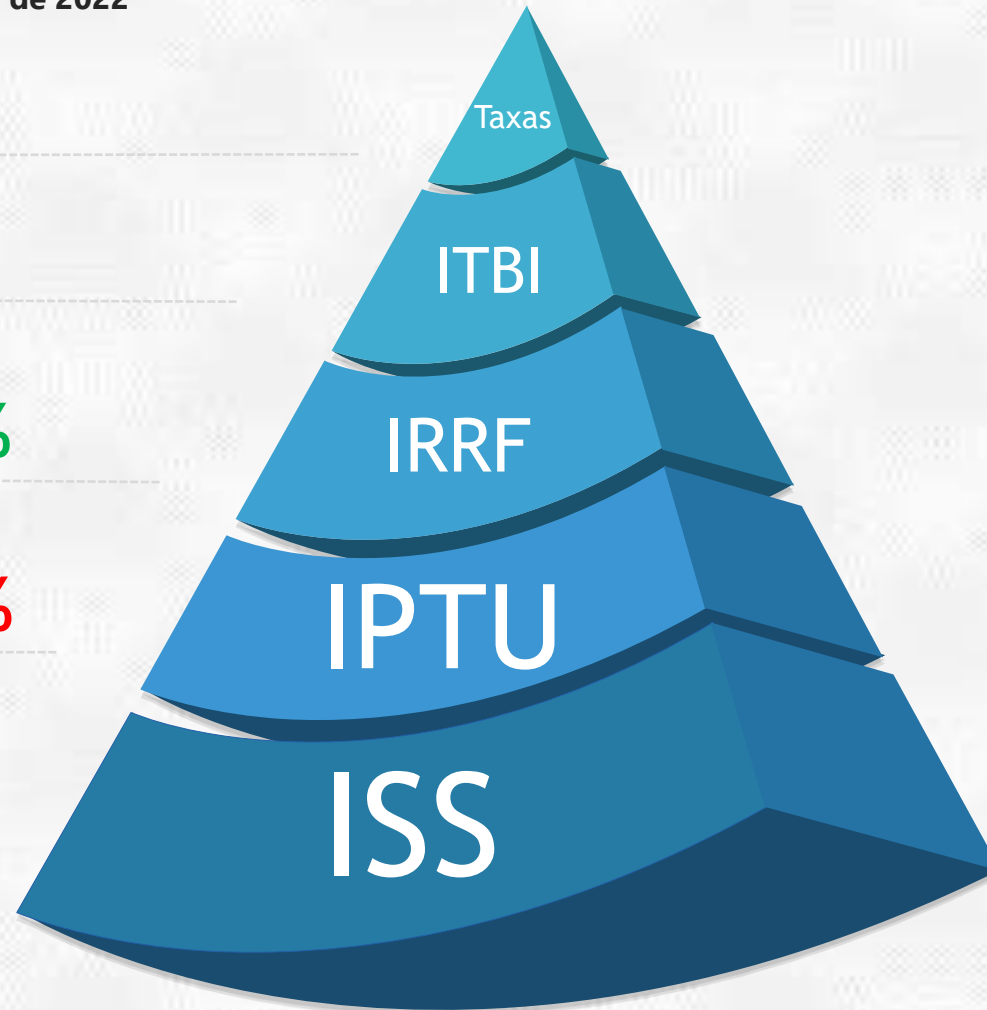 de 2022
Taxas
ITBI
IRRF
%
IPTU
%
ISS